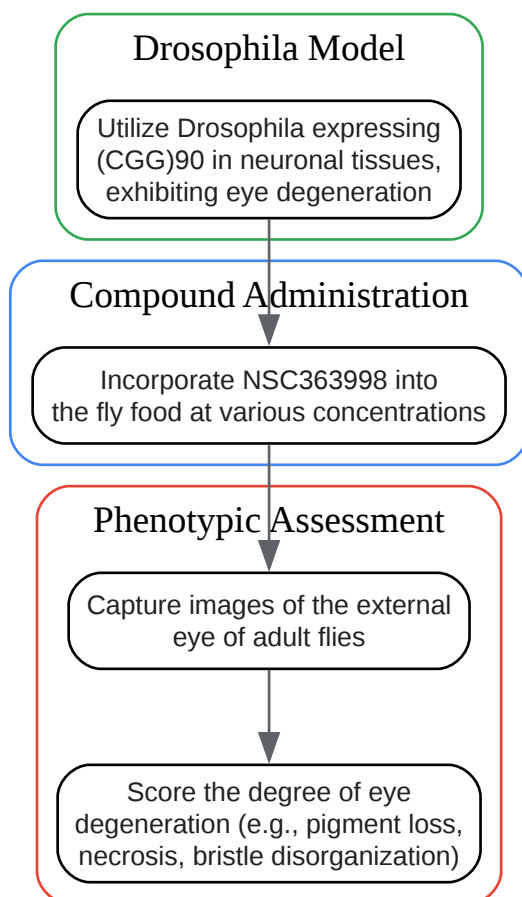 Drosophila Model
Utilize Drosophila expressing
(CGG)90 in neuronal tissues,
exhibiting eye degeneration
Compound Administration
Incorporate NSC363998 into
the fly food at various concentrations
Phenotypic Assessment
Capture images of the external
eye of adult flies
Score the degree of eye
degeneration (e.g., pigment loss,
necrosis, bristle disorganization)